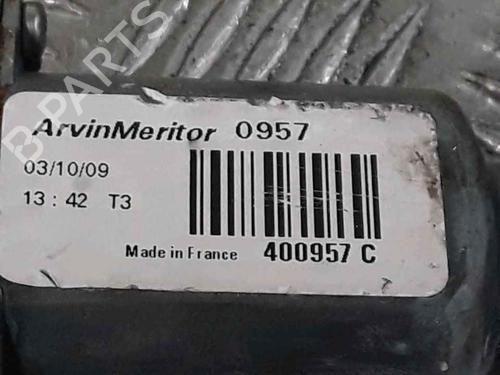 B-PARTS
ArvinMeritor 0957
03/10/09
13 : 42 T3
Made in France 400957 C